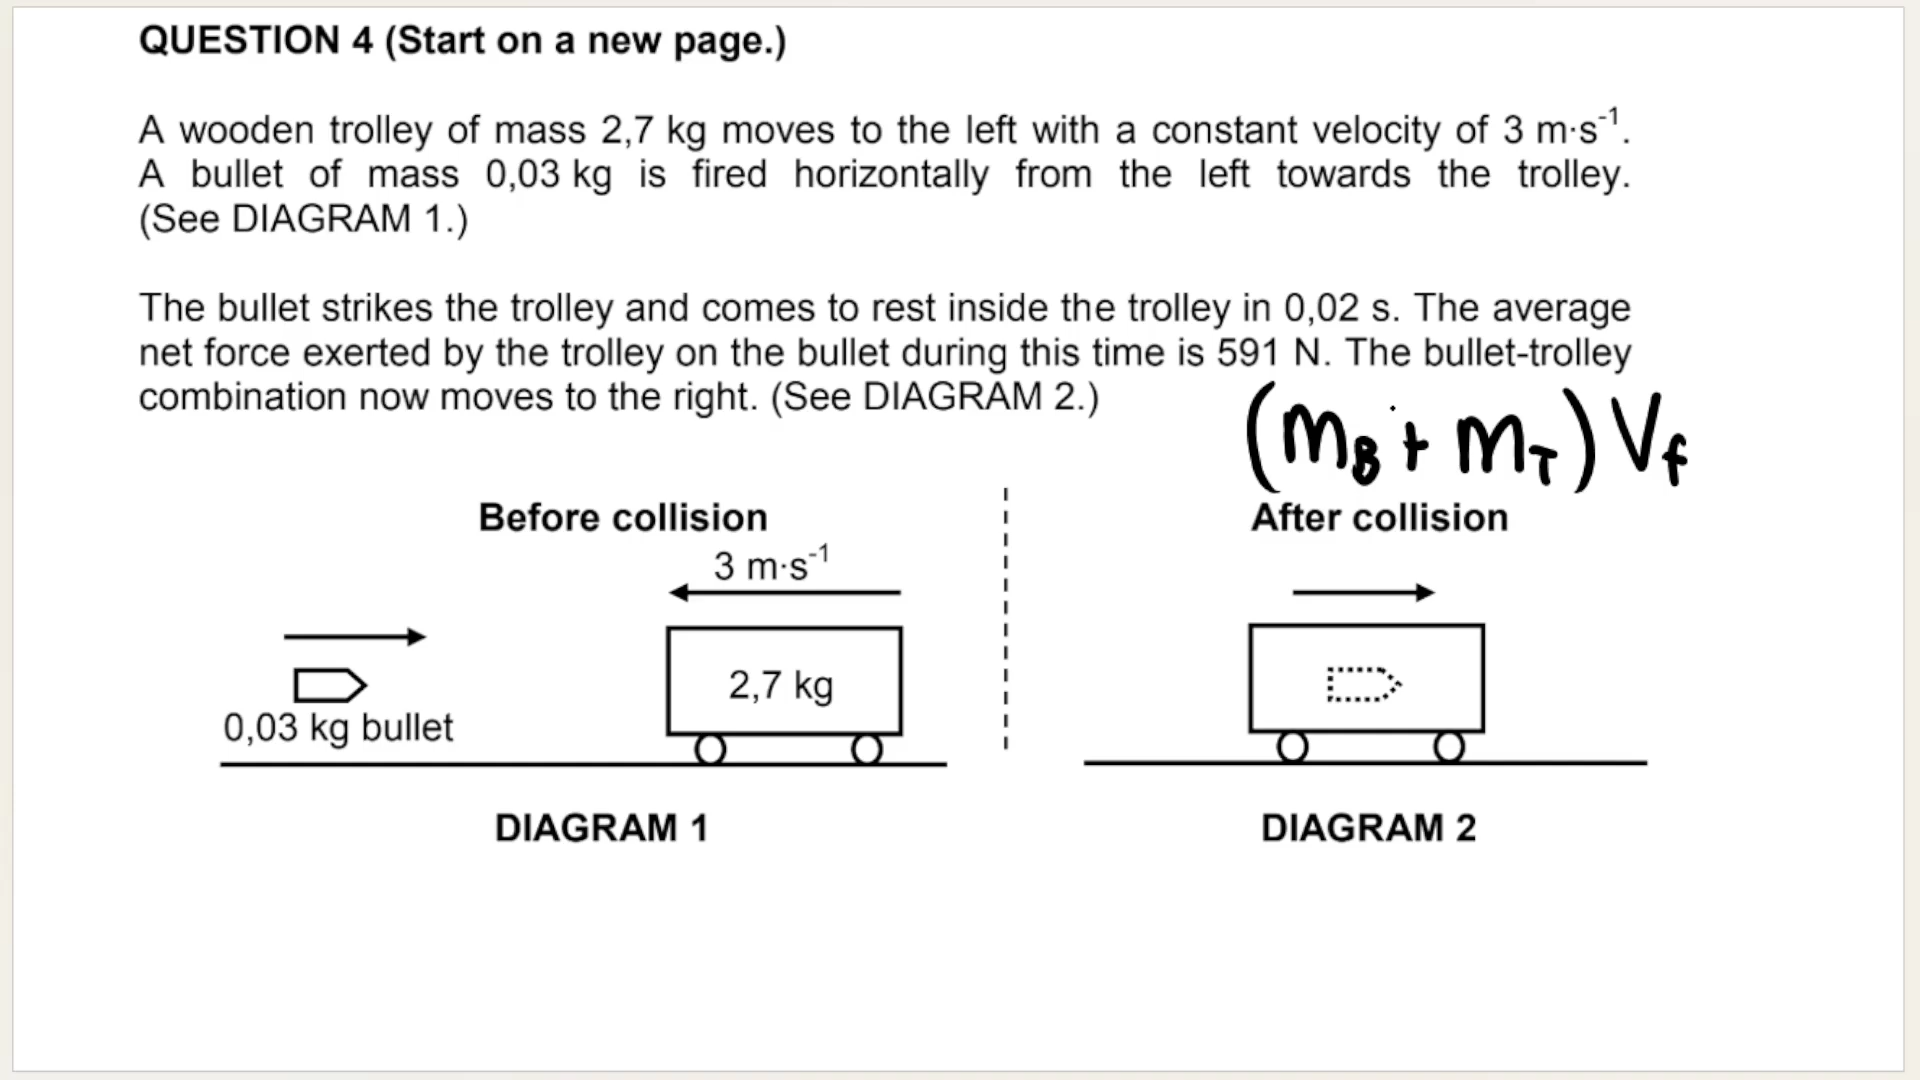 QUESTION 4 (Start on a new page.)
A wooden trolley of mass 2,7 kg moves to the left with a constant velocity of 3 m·s⁻¹.
A bullet of mass 0,03 kg is fired horizontally from the left towards the trolley.
(See DIAGRAM 1.)
The bullet strikes the trolley and comes to rest inside the trolley in 0,02 s. The average
net force exerted by the trolley on the bullet during this time is 591 N. The bullet-trolley
combination now moves to the right. (See DIAGRAM 2.)
(m_B + m_T) V_f
Before collision
After collision
3 m·s⁻¹
2,7 kg
0,03 kg bullet
DIAGRAM 1
DIAGRAM 2